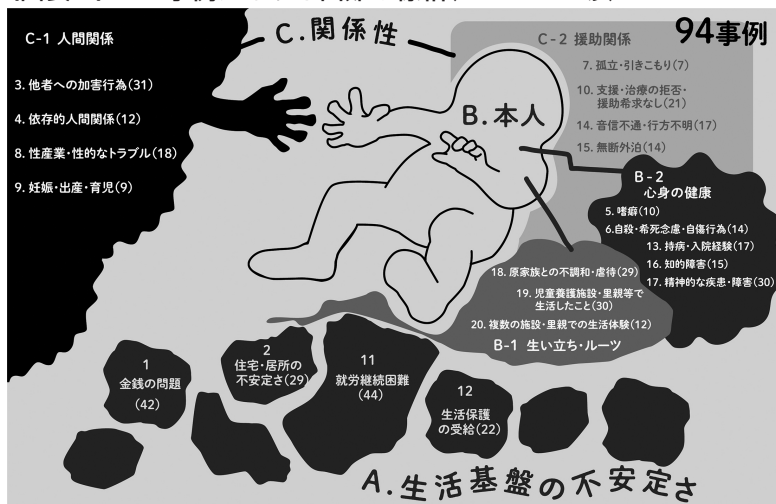 94事例
C.関係性
C-1 人間関係
3. 他者への加害行為(31)
4. 依存的人間関係(12)
8. 性産業・性的なトラブル(18)
9. 妊娠・出産・育児(9)
C-2 援助関係
7. 孤立・引きこもり(7)
10. 支援・治療の拒否・
援助希求なし(21)
14. 音信不通・行方不明(17)
15. 無断外泊(14)
B.本人
B-2
心身の健康
5. 嗜癖(10)
6.自殺・希死念慮・自傷行為(14)
13. 持病・入院経験(17)
16. 知的障害(15)
17. 精神的な疾患・障害(30)
18. 原家族との不調和・虐待(29)
19. 児童養護施設・里親等で
生活したこと(30)
20. 複数の施設・里親での生活体験(12)
B-1 生い立ち・ルーツ
1
金銭の問題
(42)
2
住宅・居所の
不安定さ(29)
11
就労継続困難
(44)
12
生活保護
の受給(22)
A.生活基盤の不安定さ